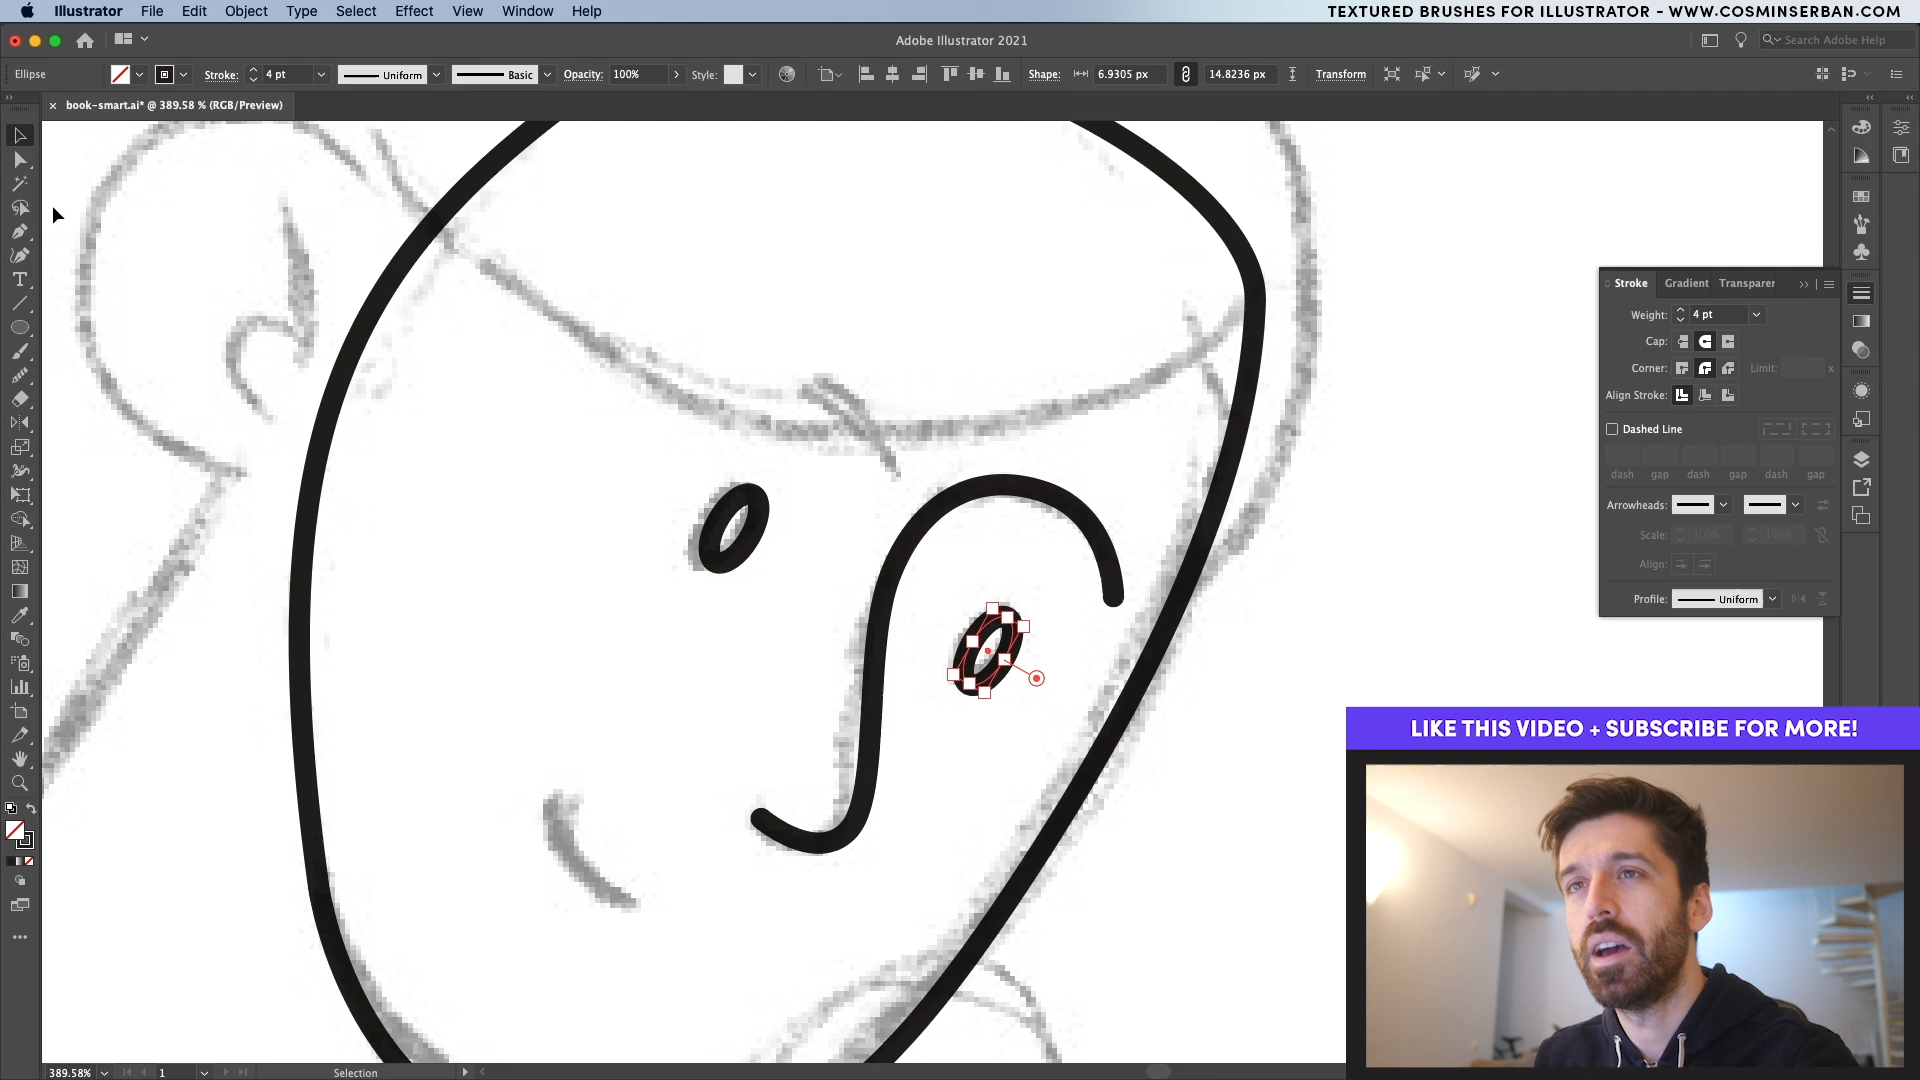 Illustrator File Edit Object Type Select Effect View Window Help
TEXTURED BRUSHES FOR ILLUSTRATOR - WWW.COSMINSERBAN.COM
Adobe Illustrator 2021
Search Adobe Help
Ellipse Stroke: 4 pt Uniform Basic Opacity: 100% Style: Shape: 6.9305 px 14.8236 px Transform
book-smart.ai* @ 389.58 % (RGB/Preview)
Stroke Gradient Transparer
Weight: 4 pt
Cap:
Corner: Limit: x
Align Stroke:
Dashed Line
dash gap dash gap dash gap
Arrowheads:
Scale: 100% 100%
Align:
Profile: Uniform
LIKE THIS VIDEO + SUBSCRIBE FOR MORE!
389.58% 1 Selection